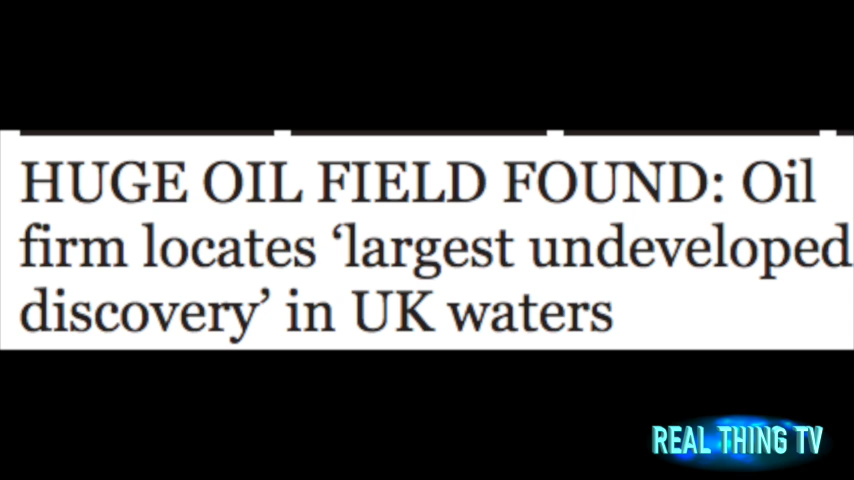 HUGE OIL FIELD FOUND: Oil
firm locates ‘largest undeveloped
discovery’ in UK waters
REAL THING TV